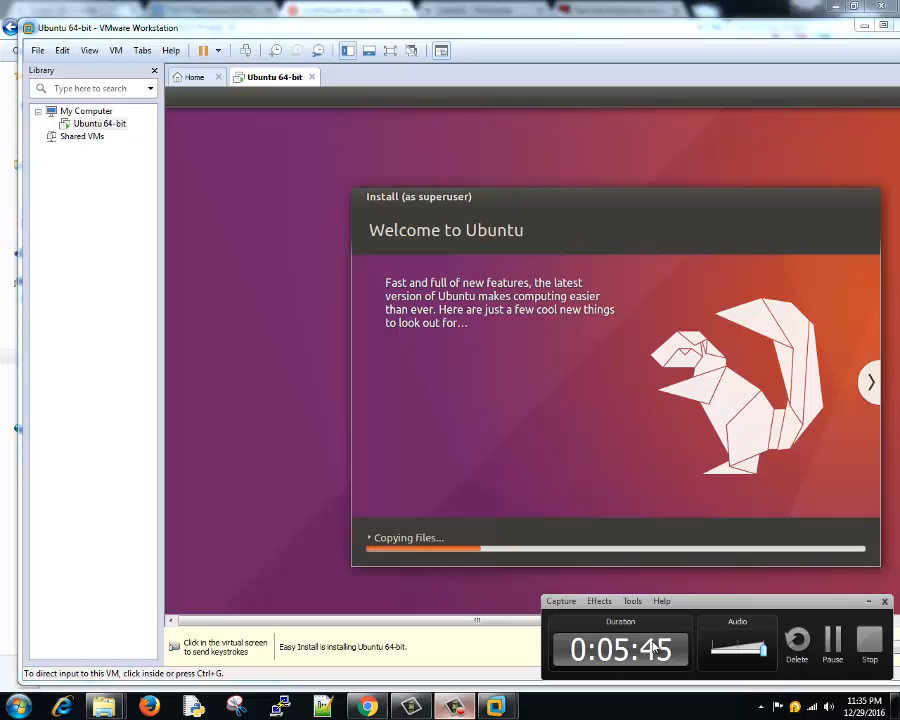 Ubuntu 64-bit - VMware Workstation
File Edit View VM Tabs Help
Library
Type here to search
My Computer
Ubuntu 64-bit
Shared VMs
Home
Ubuntu 64-bit
Install (as superuser)
Welcome to Ubuntu
Fast and full of new features, the latest
version of Ubuntu makes computing easier
than ever. Here are just a few cool new things
to look out for...
Copying files...
Click in the virtual screen
to send keystrokes
Easy Install is installing Ubuntu 64-bit.
To direct input to this VM, click inside or press Ctrl+G.
Capture Effects Tools Help
Duration
0:05:45
Audio
Delete
Pause
Stop
11:35 PM
12/29/2016